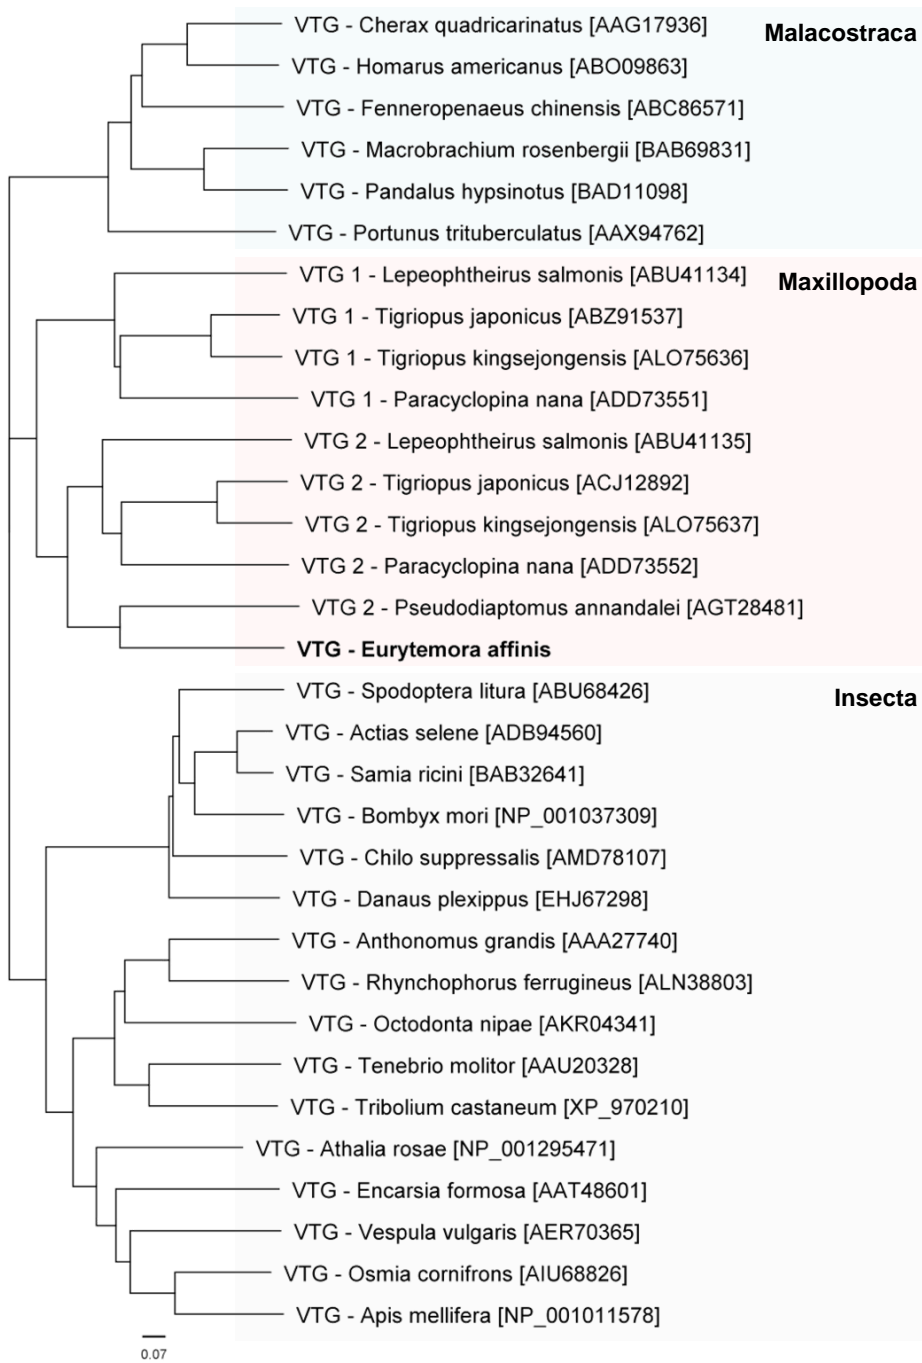 VTG - Cherax quadricarinatus [AAG17936]
Malacostraca
VTG - Homarus americanus [ABO09863]
VTG - Fenneropenaeus chinensis [ABC86571]
VTG - Macrobrachium rosenbergii [BAB69831]
VTG - Pandalus hypsinotus [BAD11098]
VTG - Portunus trituberculatus [AAX94762]
VTG 1 - Lepeophtheirus salmonis [ABU41134]
Maxillopoda
VTG 1 - Tigriopus japonicus [ABZ91537]
VTG 1 - Tigriopus kingsejongensis [ALO75636]
VTG 1 - Paracyclopina nana [ADD73551]
VTG 2 - Lepeophtheirus salmonis [ABU41135]
VTG 2 - Tigriopus japonicus [ACJ12892]
VTG 2 - Tigriopus kingsejongensis [ALO75637]
VTG 2 - Paracyclopina nana [ADD73552]
VTG 2 - Pseudodiaptomus annandalei [AGT28481]
VTG - Eurytemora affinis
VTG - Spodoptera litura [ABU68426]
Insecta
VTG - Actias selene [ADB94560]
VTG - Samia ricini [BAB32641]
VTG - Bombyx mori [NP_001037309]
VTG - Chilo suppressalis [AMD78107]
VTG - Danaus plexippus [EHJ67298]
VTG - Anthonomus grandis [AAA27740]
VTG - Rhynchophorus ferrugineus [ALN38803]
VTG - Octodonta nipae [AKR04341]
VTG - Tenebrio molitor [AAU20328]
VTG - Tribolium castaneum [XP_970210]
VTG - Athalia rosae [NP_001295471]
VTG - Encarsia formosa [AAT48601]
VTG - Vespula vulgaris [AER70365]
VTG - Osmia cornifrons [AIU68826]
VTG - Apis mellifera [NP_001011578]
0.07